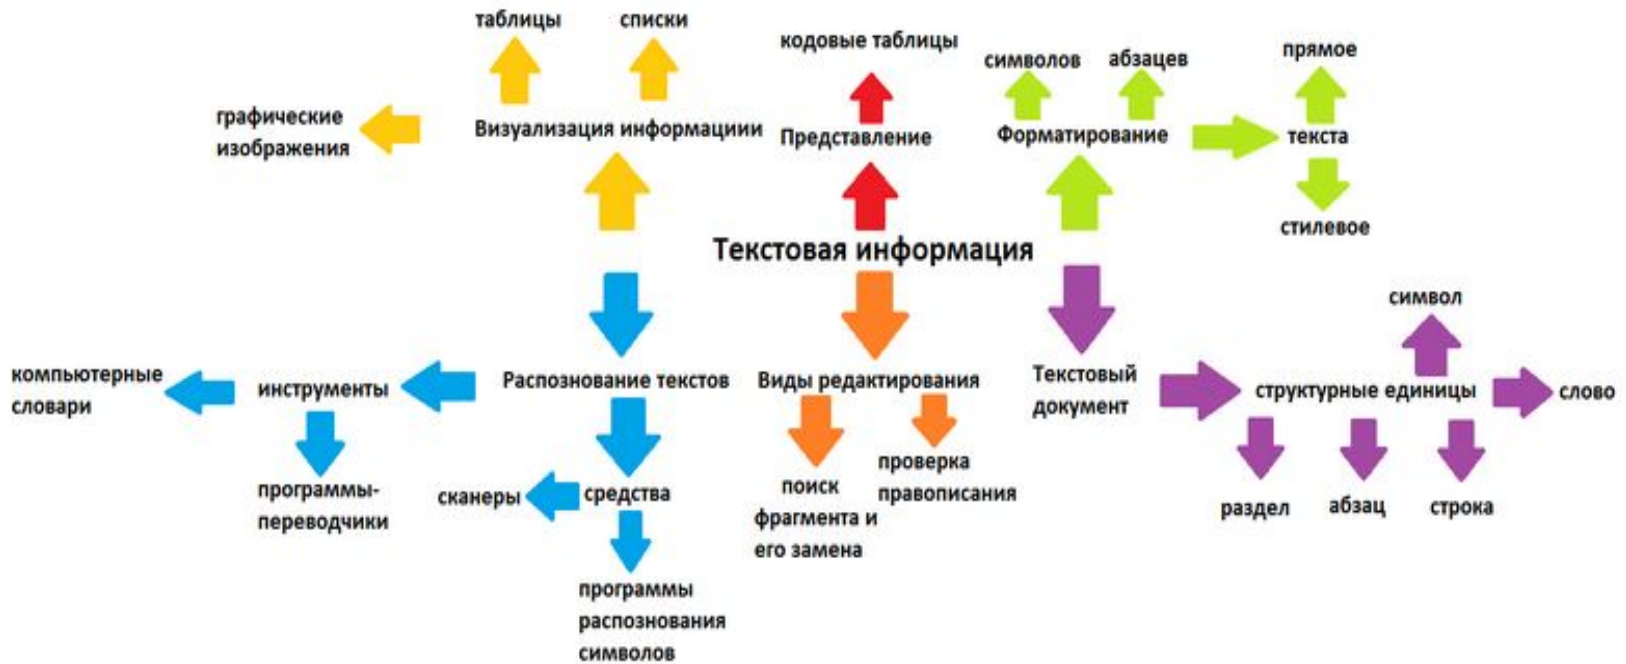 таблицы
списки
кодовые таблицы
символов
абзацев
прямое
графические
изображения
Визуализация информациии
Представление
Форматирование
текста
стилевое
Текстовая информация
символ
компьютерные
словари
инструменты
Распознование текстов
Виды редактирования
Текстовый
документ
структурные единицы
слово
программы-
переводчики
сканеры
средства
поиск
фрагмента и
его замена
проверка
правописания
раздел
абзац
строка
программы
распознования
символов